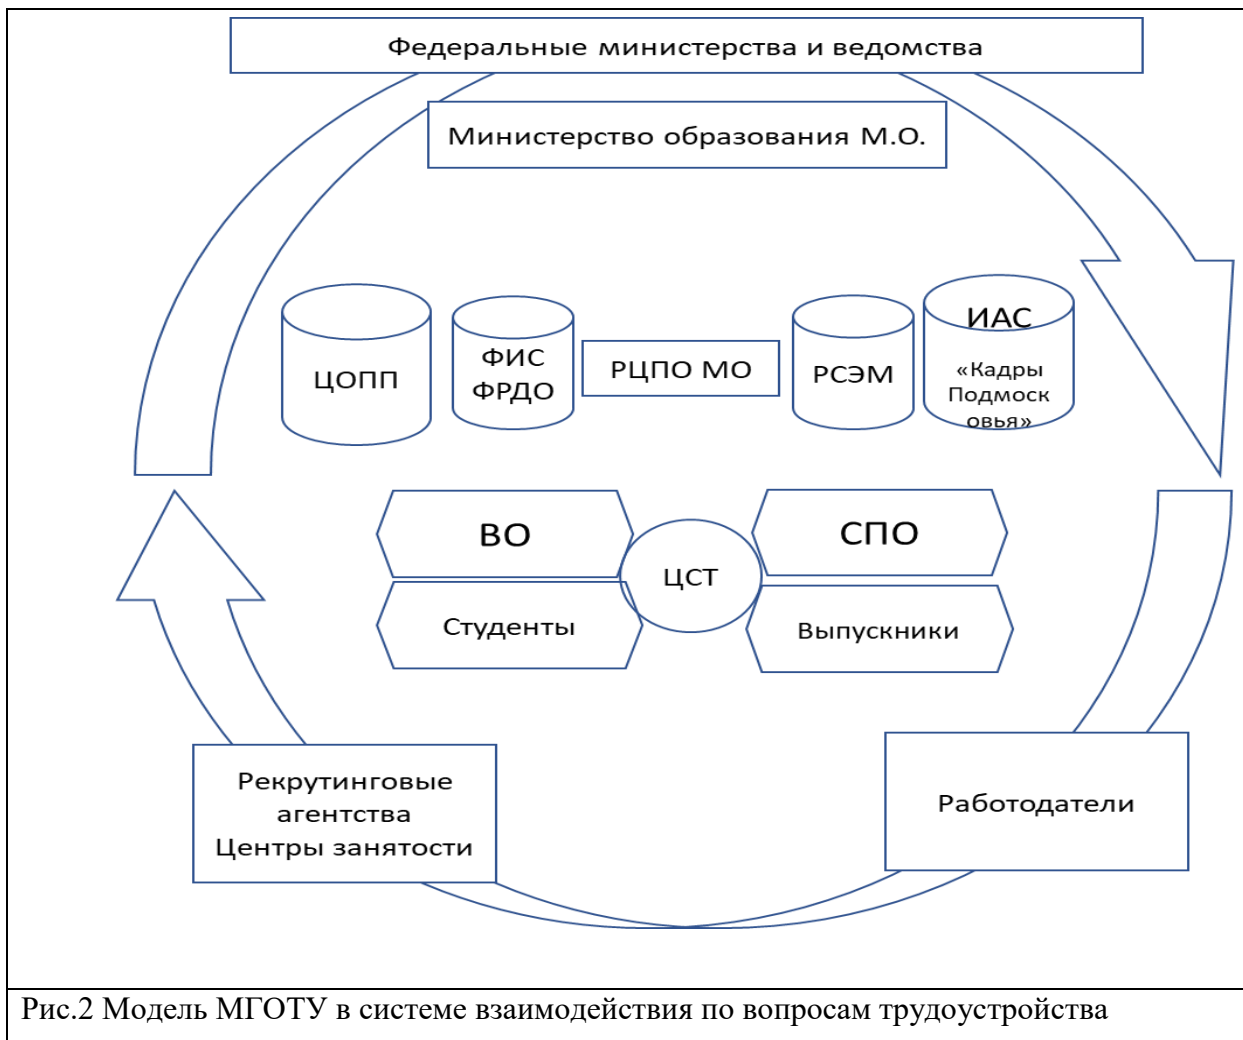 Федеральные министерства и ведомства
Министерство образования М.О.
ЦОПП
ФИС
ФРДО
РЦПО МО
РСЭМ
ИАС
«Кадры
Подмоск
овья»
ВО
СПО
ЦСТ
Студенты
Выпускники
Рекрутинговые
агентства
Центры занятости
Работодатели
Рис.2 Модель МГОТУ в системе взаимодействия по вопросам трудоустройства